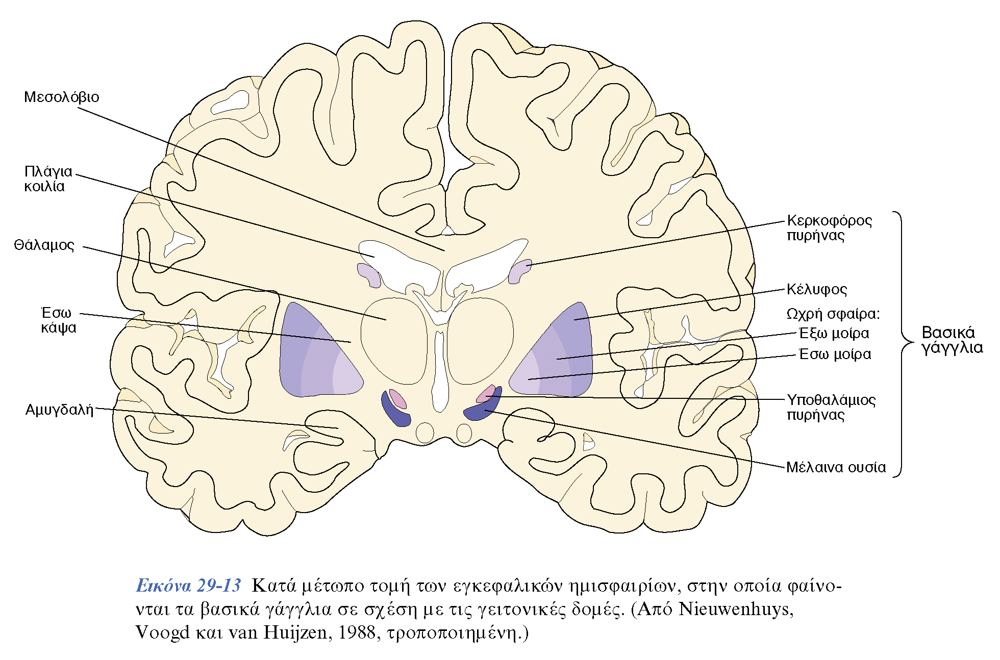 Μεσολόβιο
Πλάγια
κοιλία
Θάλαμος
Έσω
κάψα
Αμυγδαλή
Κερκοφόρος
πυρήνας
Κέλυφος
Ωχρή σφαίρα:
Έξω μοίρα
Έσω μοίρα
Υποθαλάμιος
πυρήνας
Μέλαινα ουσία
Βασικά
γάγγλια
Εικόνα 29-13 Κατά μέτωπο τομή των εγκεφαλικών ημισφαιρίων, στην οποία φαίνο-
νται τα βασικά γάγγλια σε σχέση με τις γειτονικές δομές. (Από Nieuwenhuys,
Voogd και van Huijzen, 1988, τροποποιημένη.)